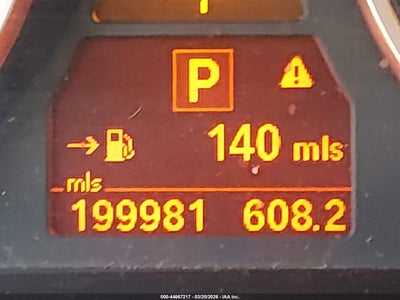 P
140 mls
mls
199981 608.2
000-44667217 - 03/20/2026 - IAA Inc.